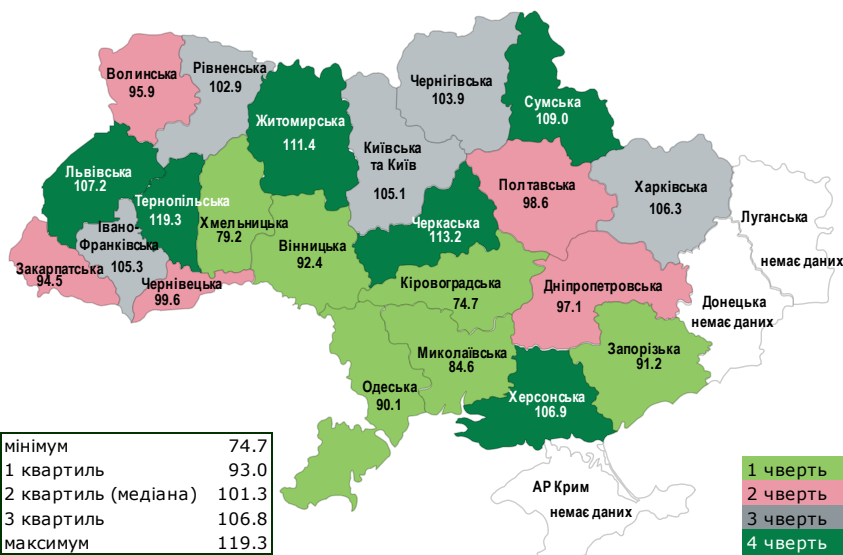 Волинська
95.9
Рівненська
102.9
Житомирська
111.4
Київська
та Київ
105.1
Чернігівська
103.9
Сумська
109.0
Львівська
107.2
Тернопільська
119.3
Хмельницька
79.2
Вінницька
92.4
Черкаська
113.2
Полтавська
98.6
Харківська
106.3
Луганська
немає даних
Івано-
Франківська
105.3
Закарпатська
94.5
Чернівецька
99.6
Кіровоградська
74.7
Дніпропетровська
97.1
Донецька
немає даних
Миколаївська
84.6
Запорізька
91.2
Одеська
90.1
Херсонська
106.9
АР Крим
немає даних
мінімум 74.7
1 квартиль 93.0
2 квартиль (медіана) 101.3
3 квартиль 106.8
максимум 119.3
1 чверть
2 чверть
3 чверть
4 чверть